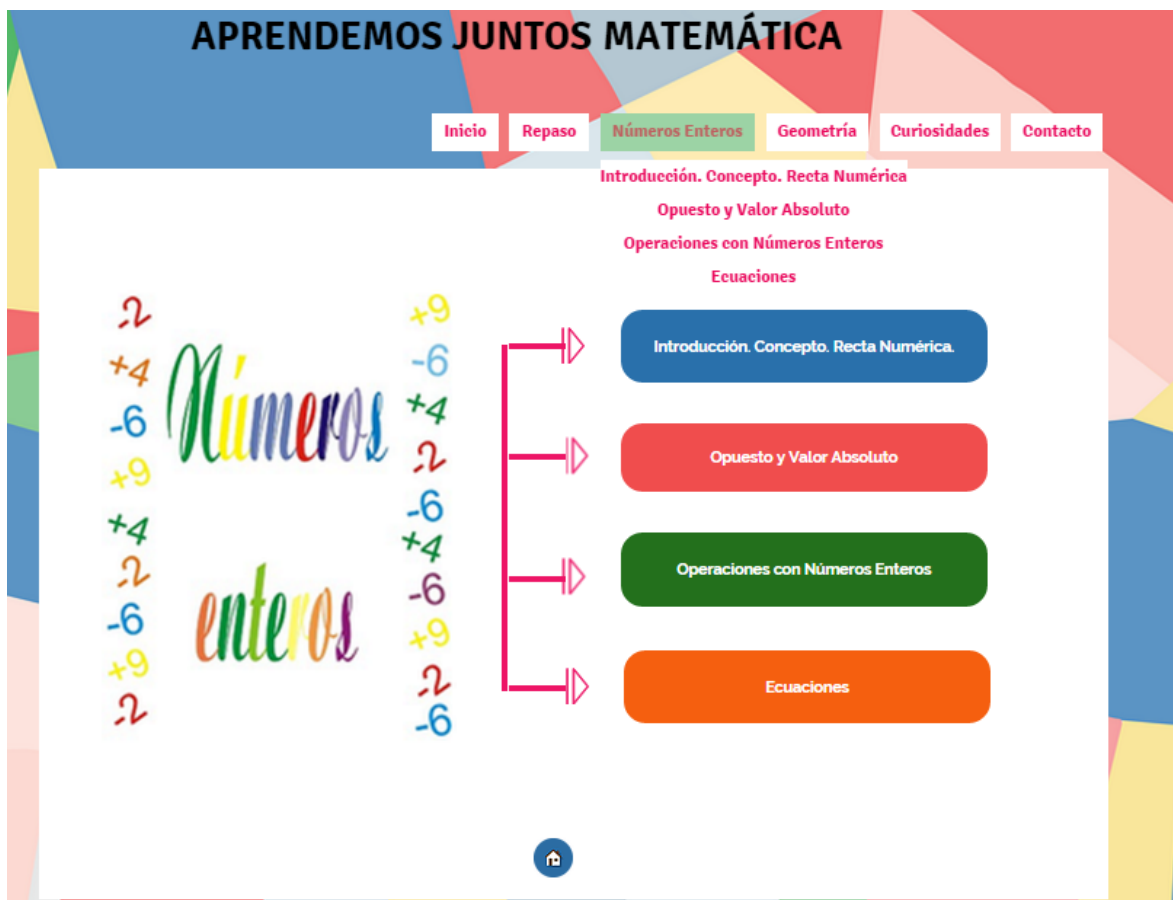 APRENDEMOS JUNTOS MATEMÁTICA
Inicio Repaso Números Enteros Geometría Curiosidades Contacto
Introducción. Concepto. Recta Numérica
Opuesto y Valor Absoluto
Operaciones con Números Enteros
Ecuaciones
-2
+4
-6
+9
+4
-2
-6
+9
-2
Números
enteros
+9
-6
+4
-2
-6
+4
-6
+9
-2
-6
Introducción. Concepto. Recta Numérica.
Opuesto y Valor Absoluto
Operaciones con Números Enteros
Ecuaciones